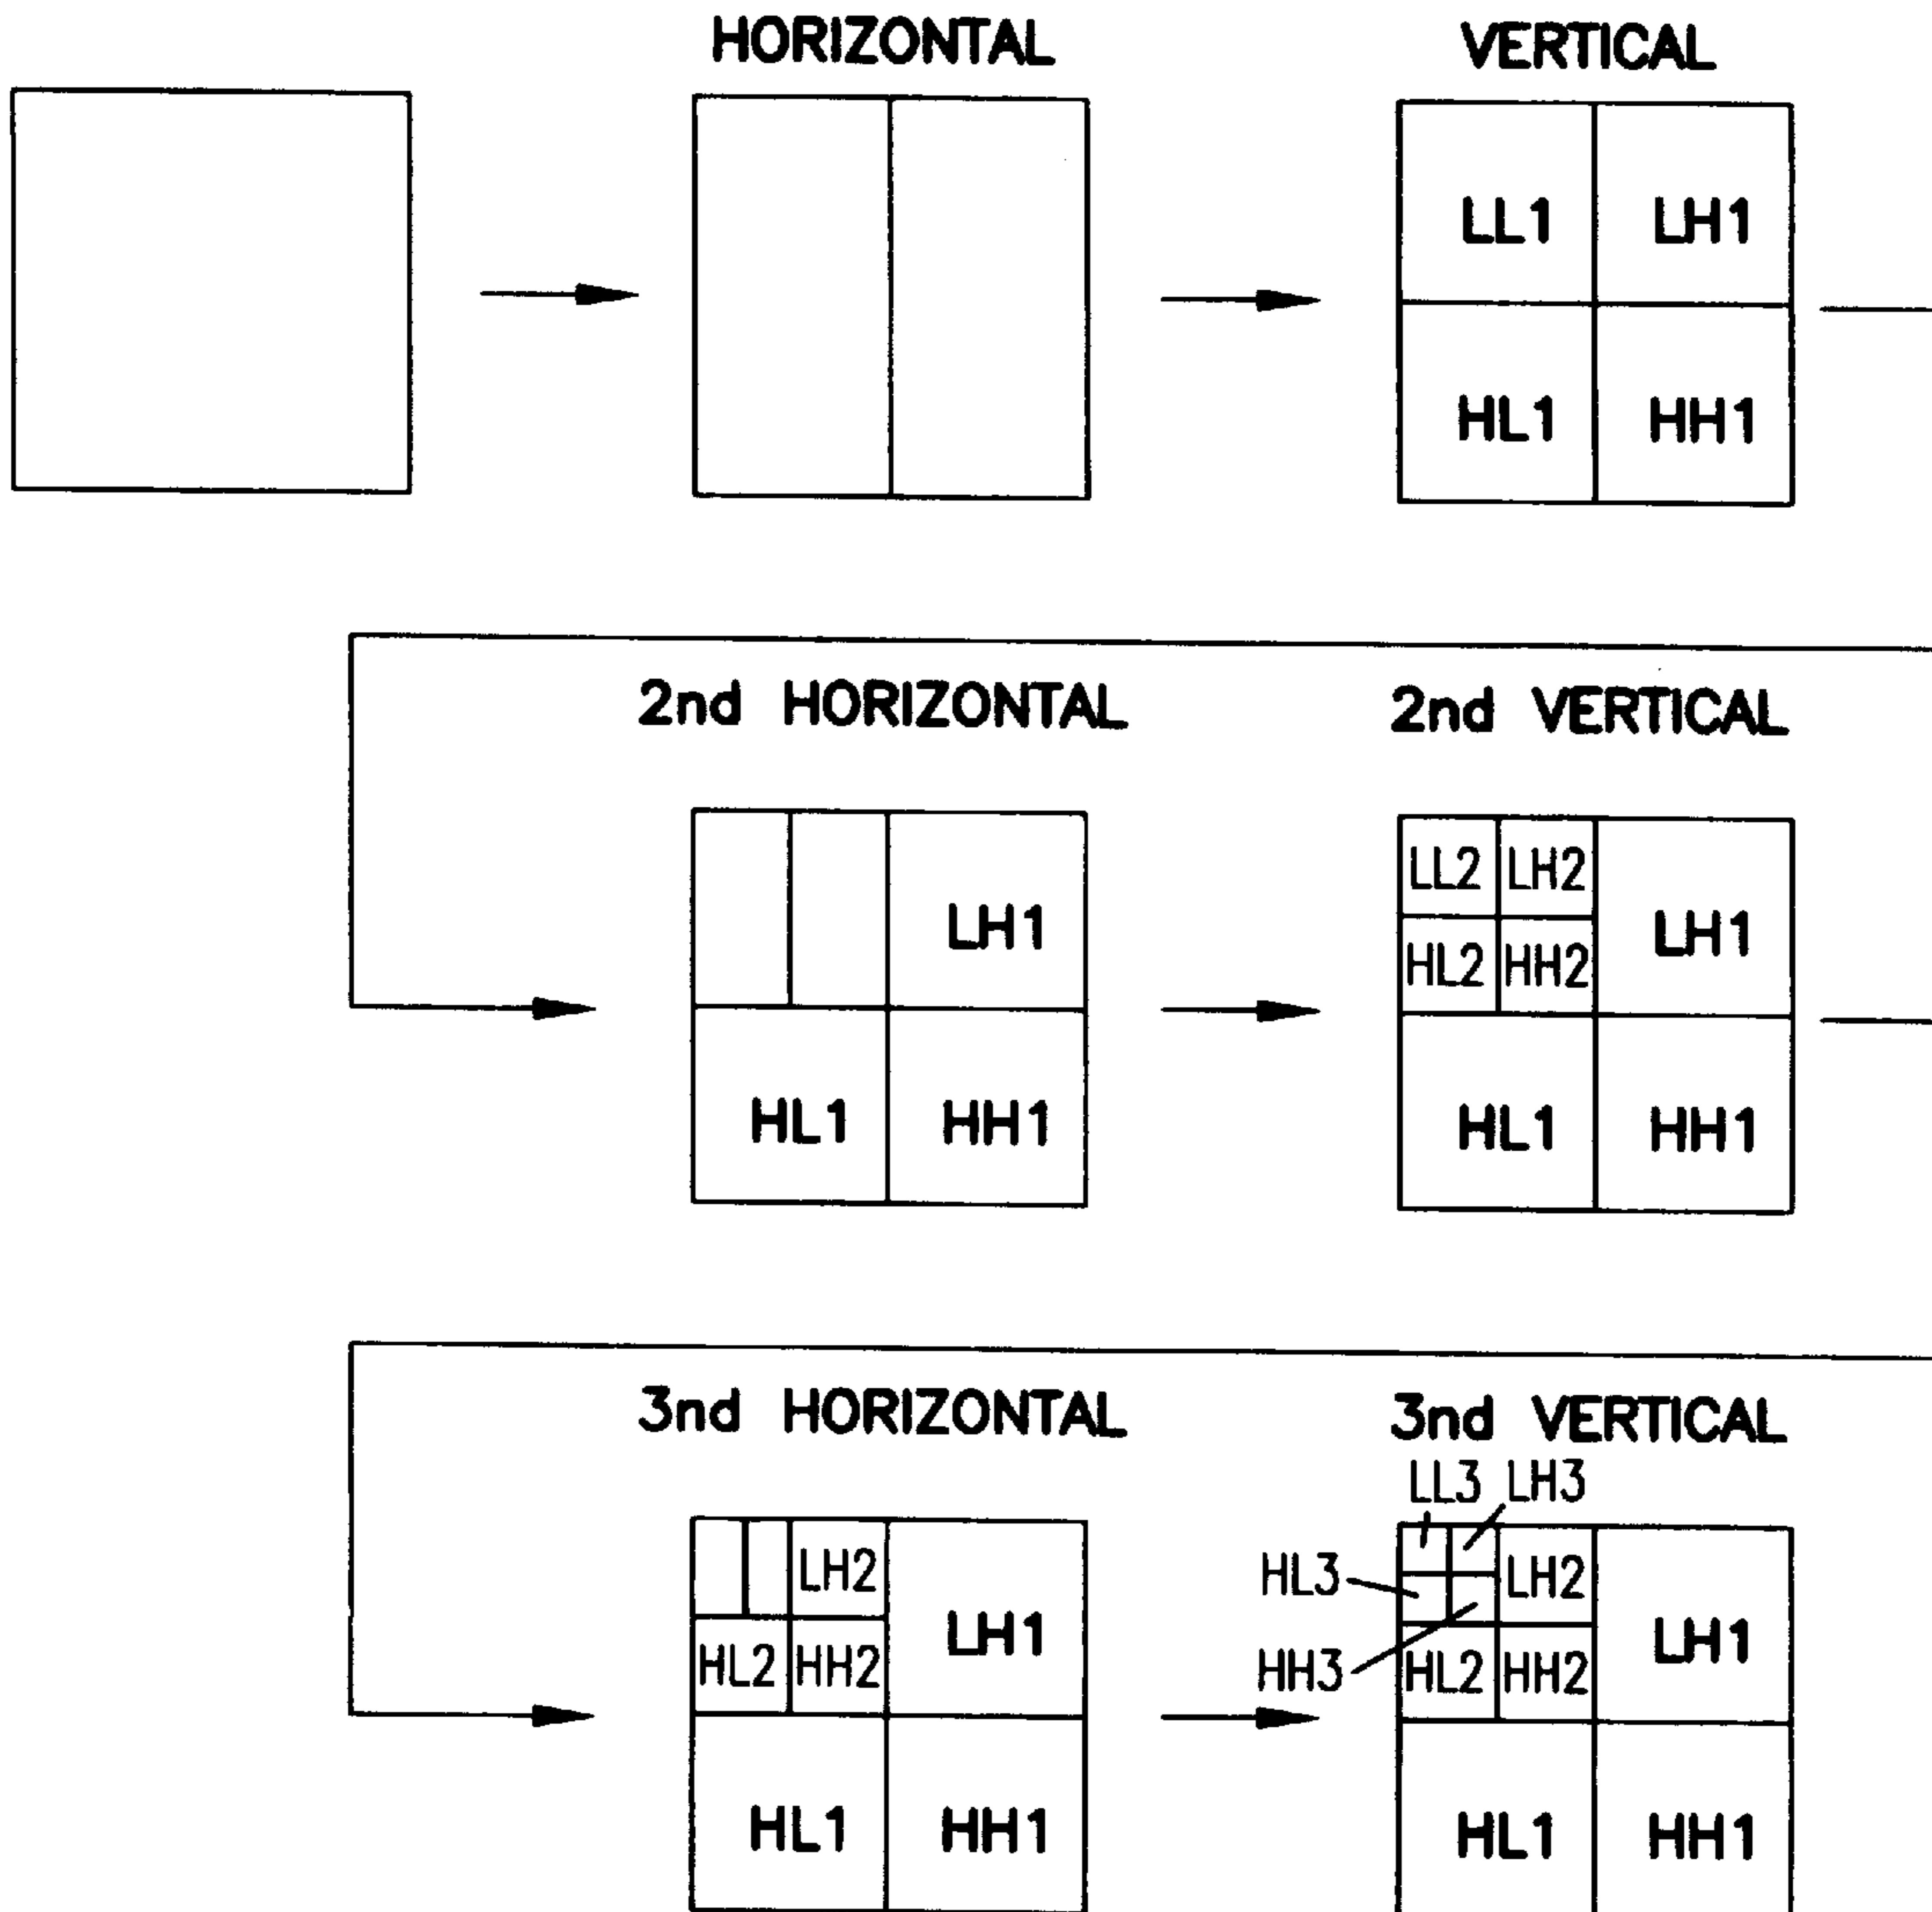 HORIZONTAL VERTICAL
LL1 LH1
HL1 HH1
2nd HORIZONTAL 2nd VERTICAL
LL2 LH2
LH1 LH1
HL2 HH2
HL1 HH1 HL1 HH1
3nd HORIZONTAL 3nd VERTICAL
LL3 LH3
LH2 HL3 LH2
LH1 LH1
HL2 HH2 HH3 HL2 HH2
HL1 HH1 HL1 HH1